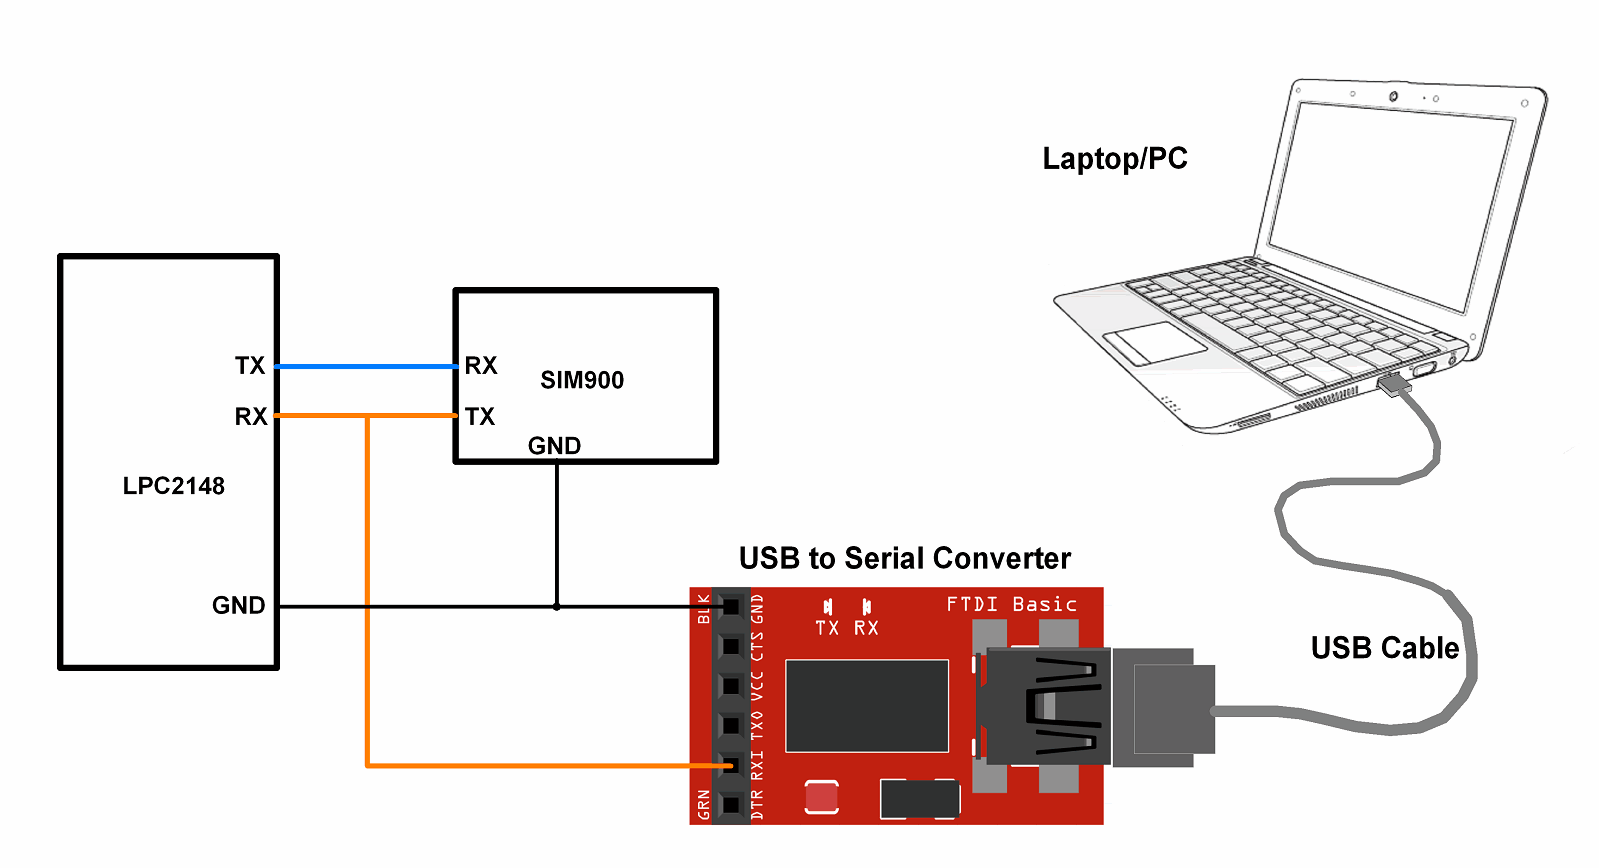 Laptop/PC
TX
RX
LPC2148
GND
RX
SIM900
TX
GND
USB to Serial Converter
BLK
GND
CTS
VCC
TXO
RXI
DTR
GRN
TX RX
FTDI Basic
USB Cable